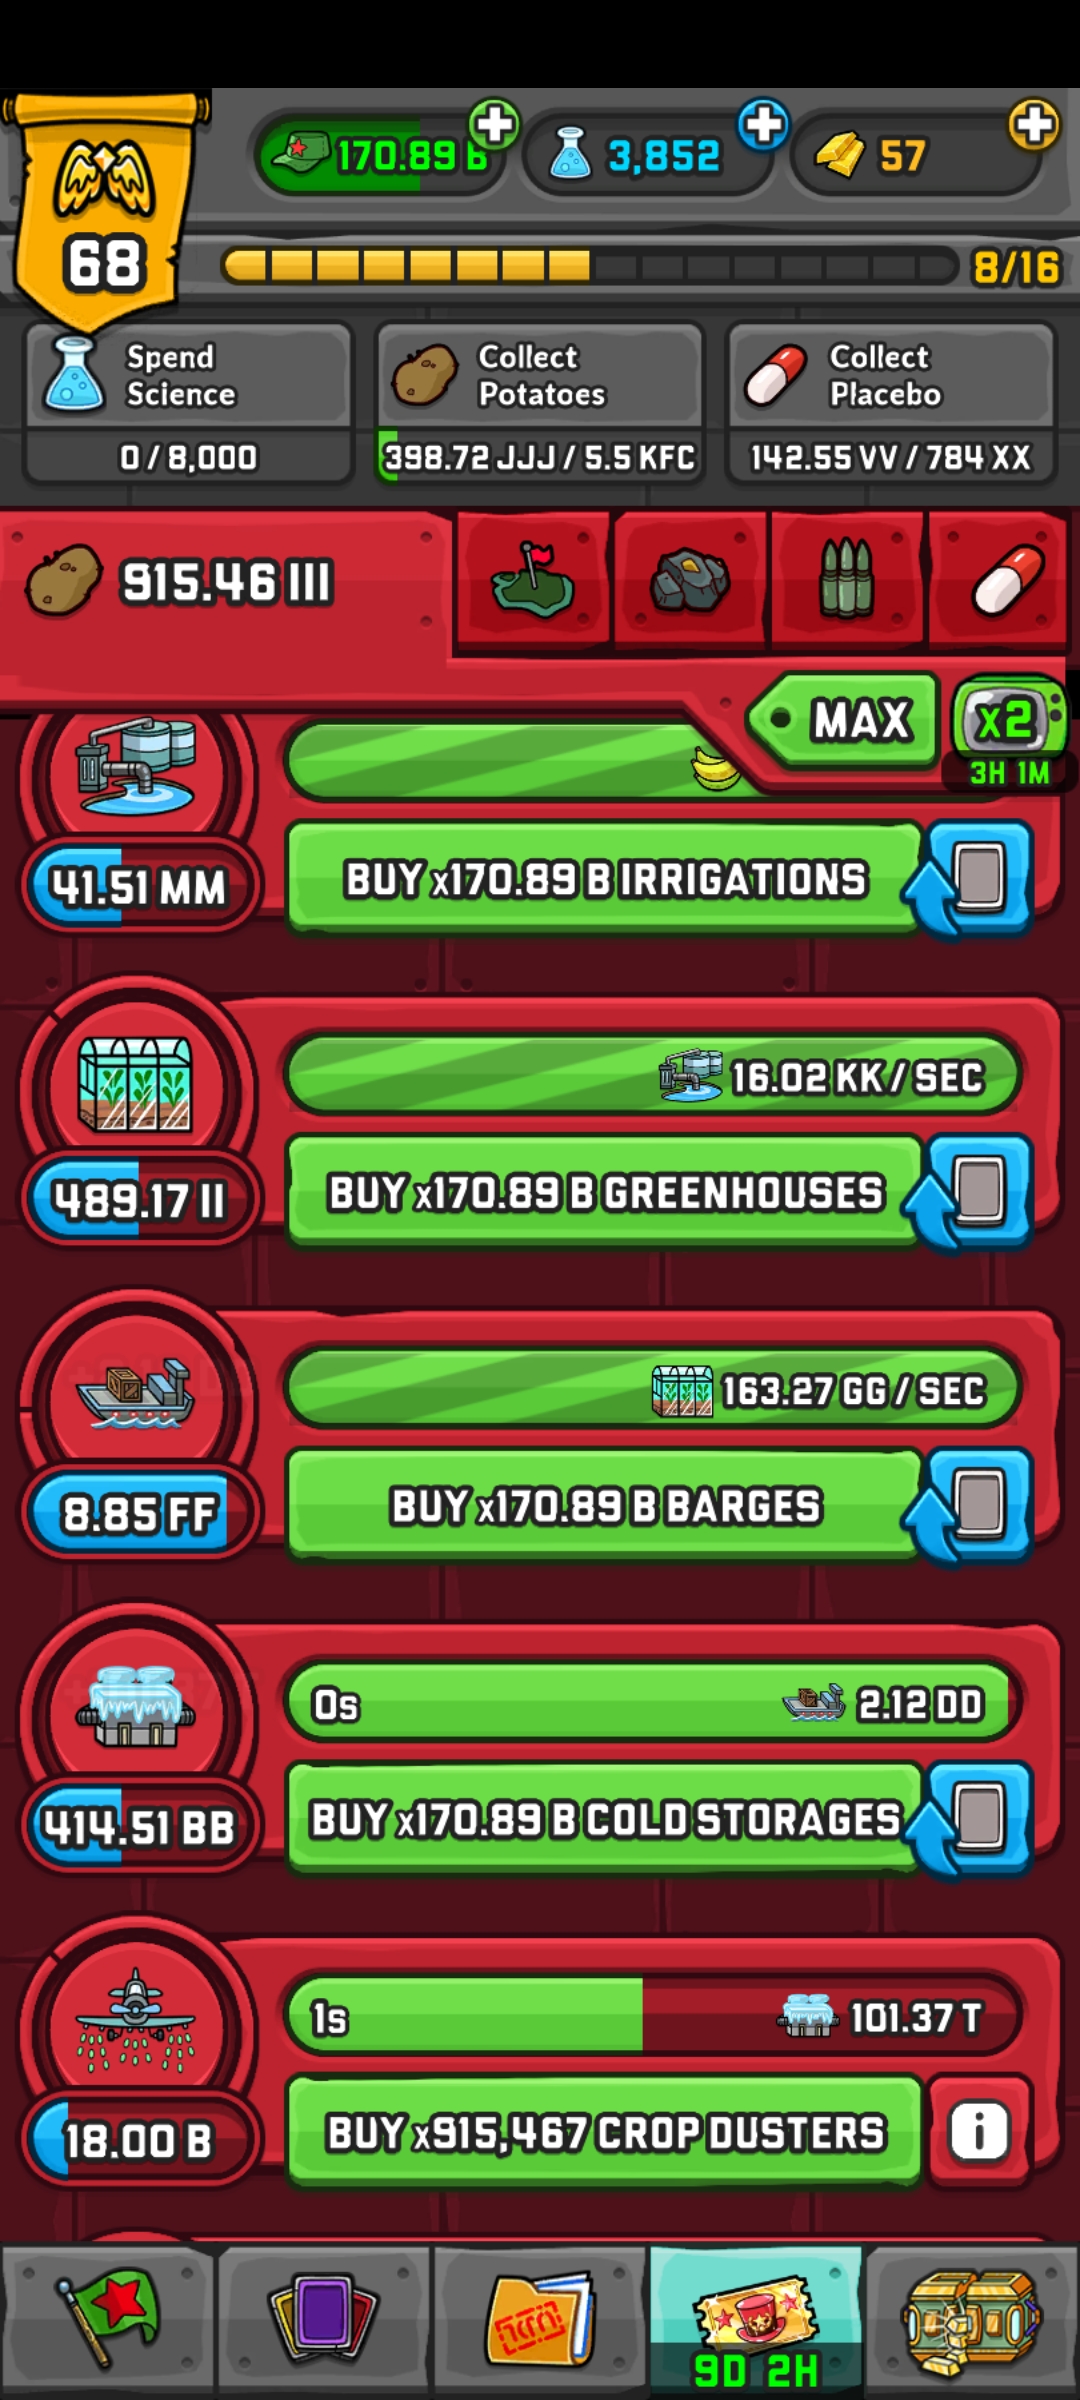 170.89 B
3,852
57
68
8/16
Spend
Science
0 / 8,000
Collect
Potatoes
398.72 JJJ / 5.5 KFC
Collect
Placebo
142.55 VV / 784 XX
915.46 III
MAX
x2
3H 1M
41.51 MM
BUY x170.89 B IRRIGATIONS
16.02 KK / SEC
489.17 II
BUY x170.89 B GREENHOUSES
163.27 GG / SEC
8.85 FF
BUY x170.89 B BARGES
0s
2.12 DD
414.51 BB
BUY x170.89 B COLD STORAGES
1s
101.37 T
18.00 B
BUY x915,467 CROP DUSTERS
i
9D 2H